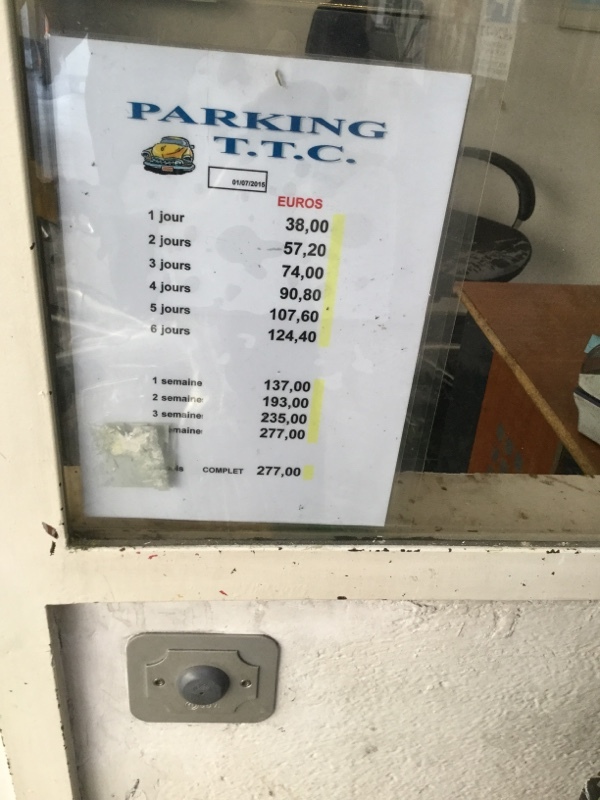 PARKING
T.T.C.
01/07/2015
EUROS
1 jour 38,00
2 jours 57,20
3 jours 74,00
4 jours 90,80
5 jours 107,60
6 jours 124,40
1 semaine 137,00
2 semaine 193,00
3 semaine 235,00
maine 277,00
COMPLET 277,00